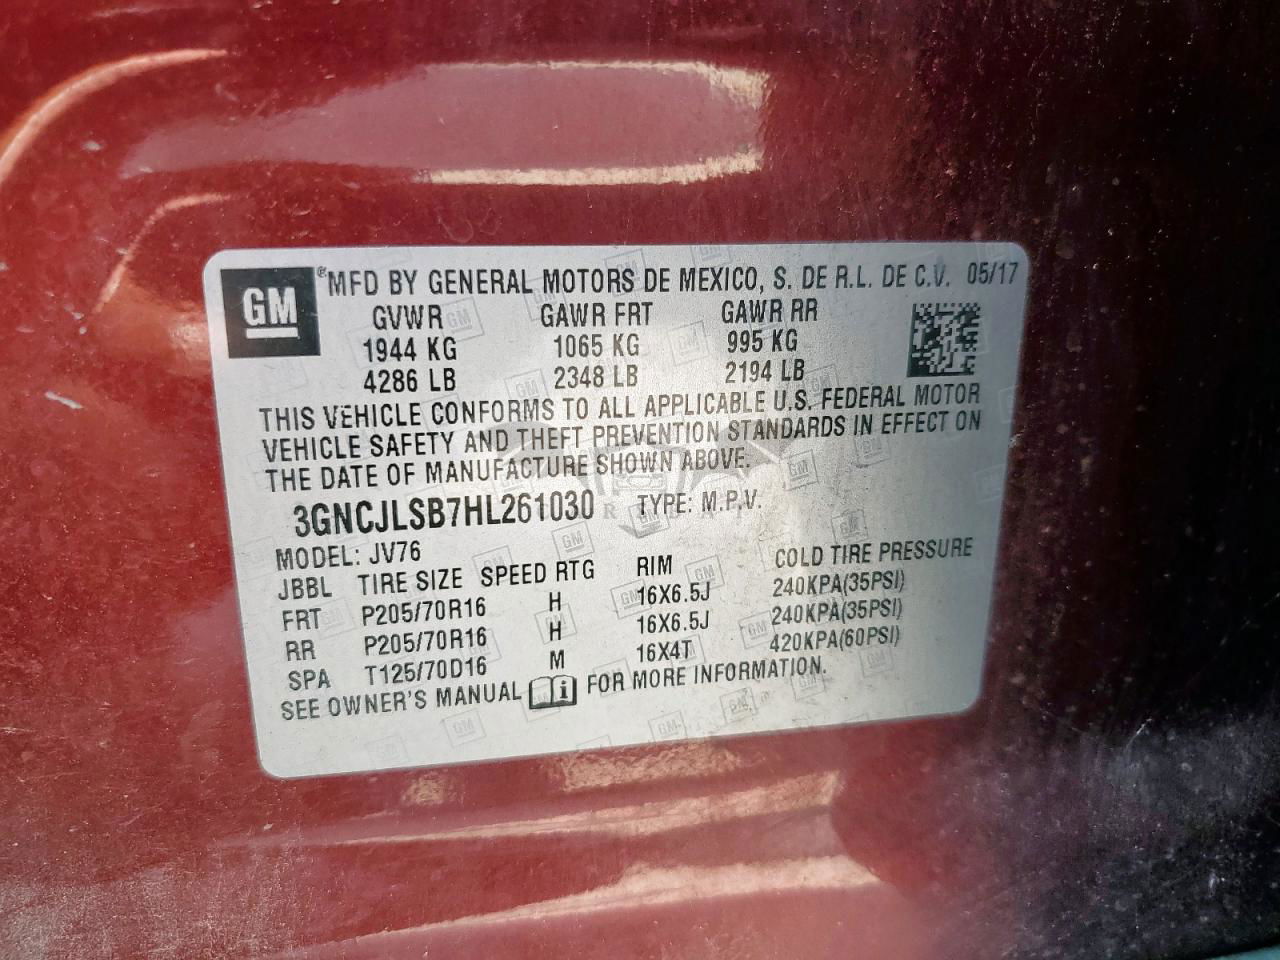 GM
® MFD BY GENERAL MOTORS DE MEXICO, S. DE R.L. DE C.V. 05/17
GVWR GAWR FRT GAWR RR
1944 KG 1065 KG 995 KG
4286 LB 2348 LB 2194 LB
THIS VEHICLE CONFORMS TO ALL APPLICABLE U.S. FEDERAL MOTOR
VEHICLE SAFETY AND THEFT PREVENTION STANDARDS IN EFFECT ON
THE DATE OF MANUFACTURE SHOWN ABOVE.
3GNCJLSB7HL261030 TYPE: M.P.V.
MODEL: JV76
JBBL TIRE SIZE SPEED RTG RIM COLD TIRE PRESSURE
FRT P205/70R16 H 16X6.5J 240KPA(35PSI)
RR P205/70R16 H 16X6.5J 240KPA(35PSI)
SPA T125/70D16 M 16X4T 420KPA(60PSI)
SEE OWNER'S MANUAL i FOR MORE INFORMATION.